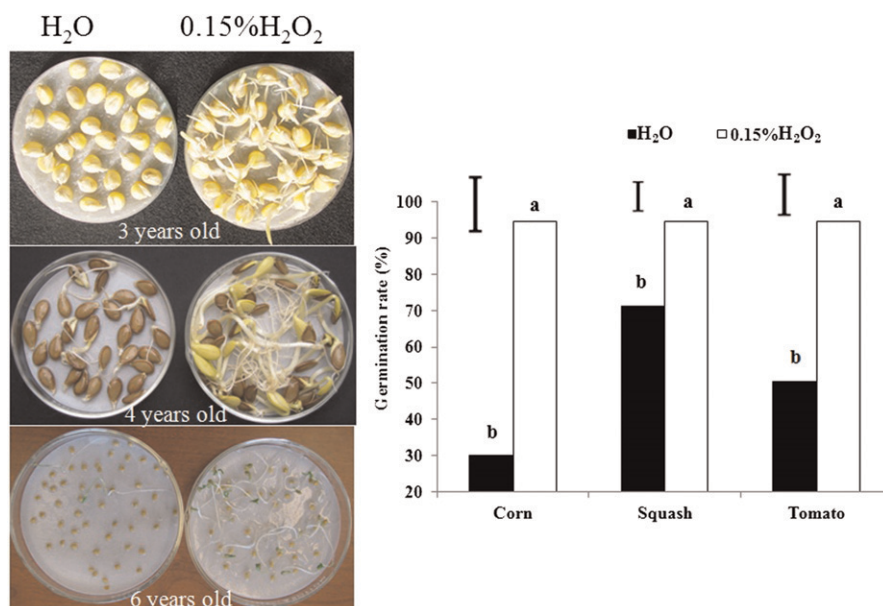 H₂O 0.15%H₂O₂
3 years old
4 years old
6 years old
H₂O 0.15%H₂O₂
Germination rate (%)
100
90
80
70
60
50
40
30
20
b a
b a
b a
Corn Squash Tomato